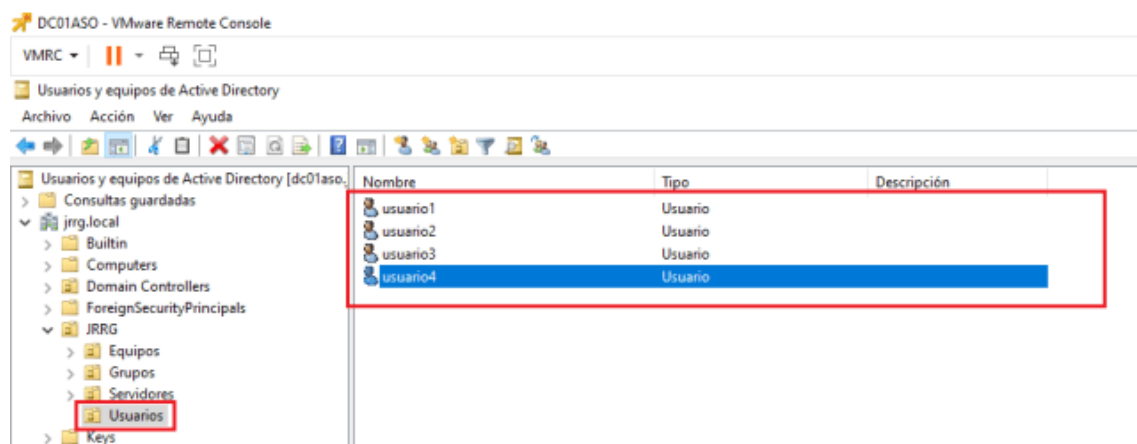 DC01ASO - VMware Remote Console
VMRC
Usuarios y equipos de Active Directory
Archivo Acción Ver Ayuda
Usuarios y equipos de Active Directory [dc01aso.
Consultas guardadas
jrrg.local
Builtin
Computers
Domain Controllers
ForeignSecurityPrincipals
JRRG
Equipos
Grupos
Servidores
Usuarios
Keys
Nombre Tipo Descripción
usuario1 Usuario
usuario2 Usuario
usuario3 Usuario
usuario4 Usuario